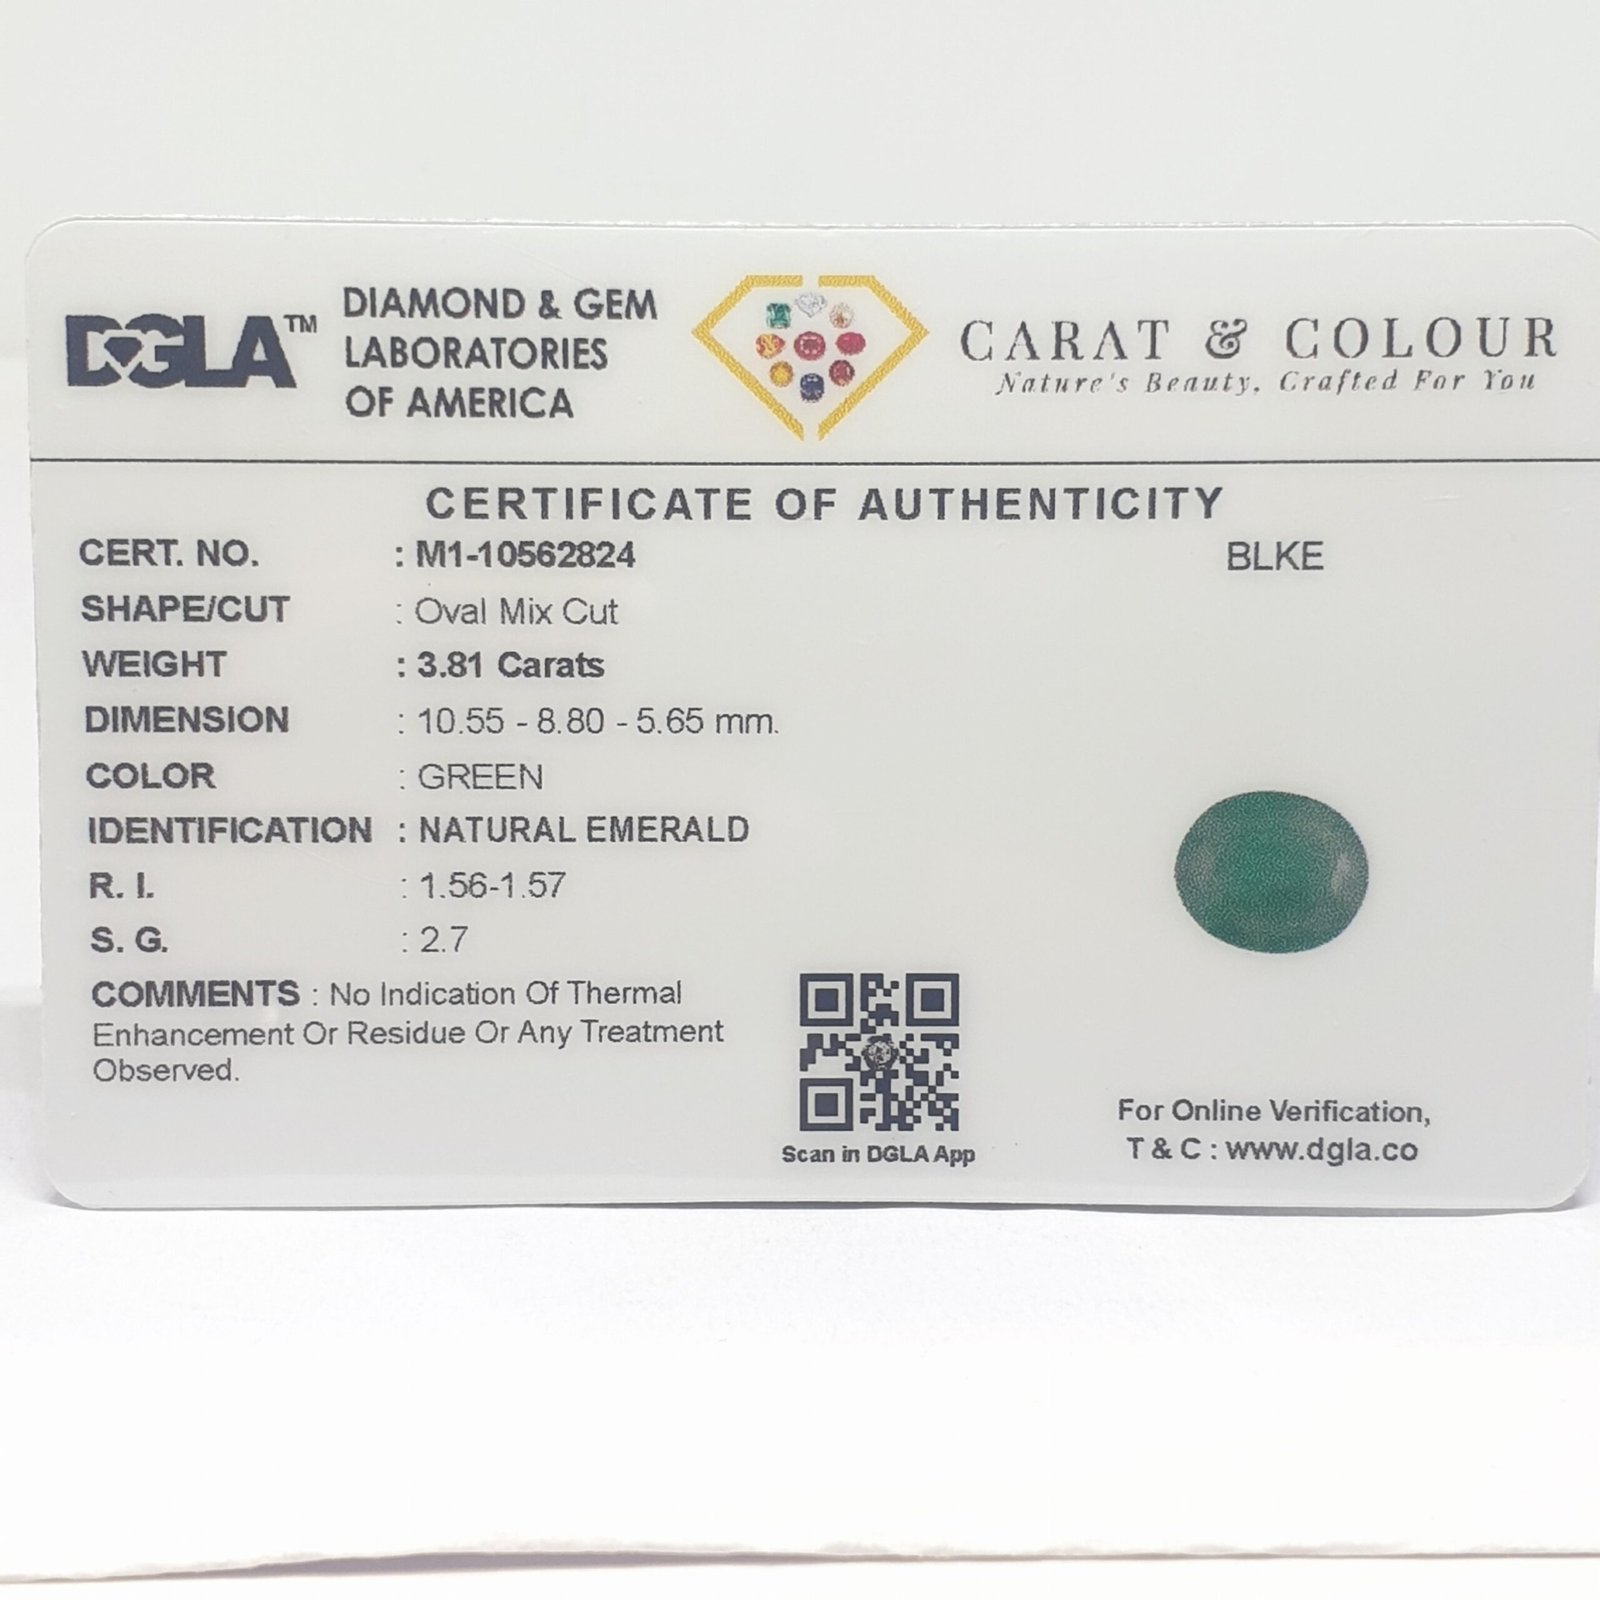 DGLA™
DIAMOND & GEM
LABORATORIES
OF AMERICA
CARAT & COLOUR
Nature's Beauty, Crafted For You
CERTIFICATE OF AUTHENTICITY
CERT. NO. : M1-10562824
BLKE
SHAPE/CUT : Oval Mix Cut
WEIGHT : 3.81 Carats
DIMENSION : 10.55 - 8.80 - 5.65 mm.
COLOR : GREEN
IDENTIFICATION : NATURAL EMERALD
R. I. : 1.56-1.57
S. G. : 2.7
COMMENTS : No Indication Of Thermal
Enhancement Or Residue Or Any Treatment
Observed.
Scan in DGLA App
For Online Verification,
T & C : www.dgla.co